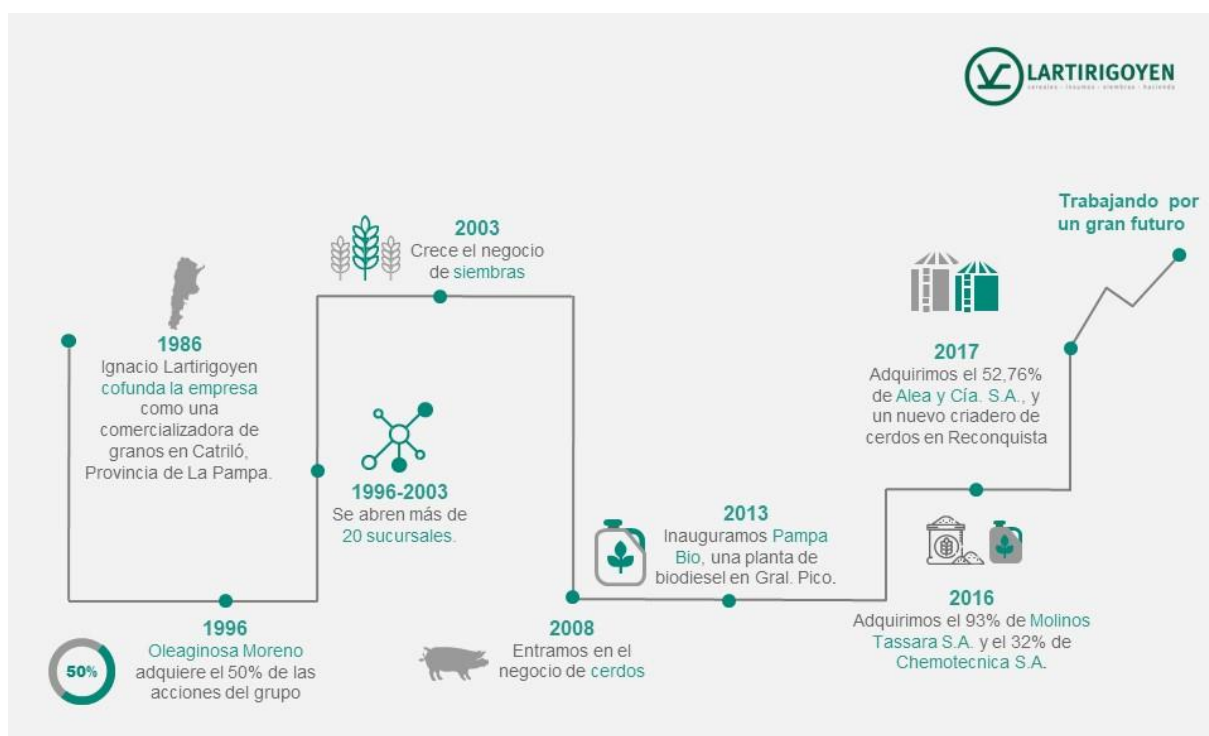 LARTIRIGOYEN
cereales - insumos - siembras - hacienda
1986
Ignacio Lartirigoyen
cofunda la empresa
como una
comercializadora de
granos en Catriló,
Provincia de La Pampa.
50%
1996
Oleaginosa Moreno
adquiere el 50% de las
acciones del grupo
1996-2003
Se abren más de
20 sucursales.
2003
Crece el negocio
de siembras
2008
Entramos en el
negocio de cerdos
2013
Inauguramos Pampa
Bio, una planta de
biodiesel en Gral. Pico.
2016
Adquirimos el 93% de Molinos
Tassara S.A. y el 32% de
Chemotecnica S.A.
2017
Adquirimos el 52,76%
de Alea y Cía. S.A., y
un nuevo criadero de
cerdos en Reconquista
Trabajando por
un gran futuro